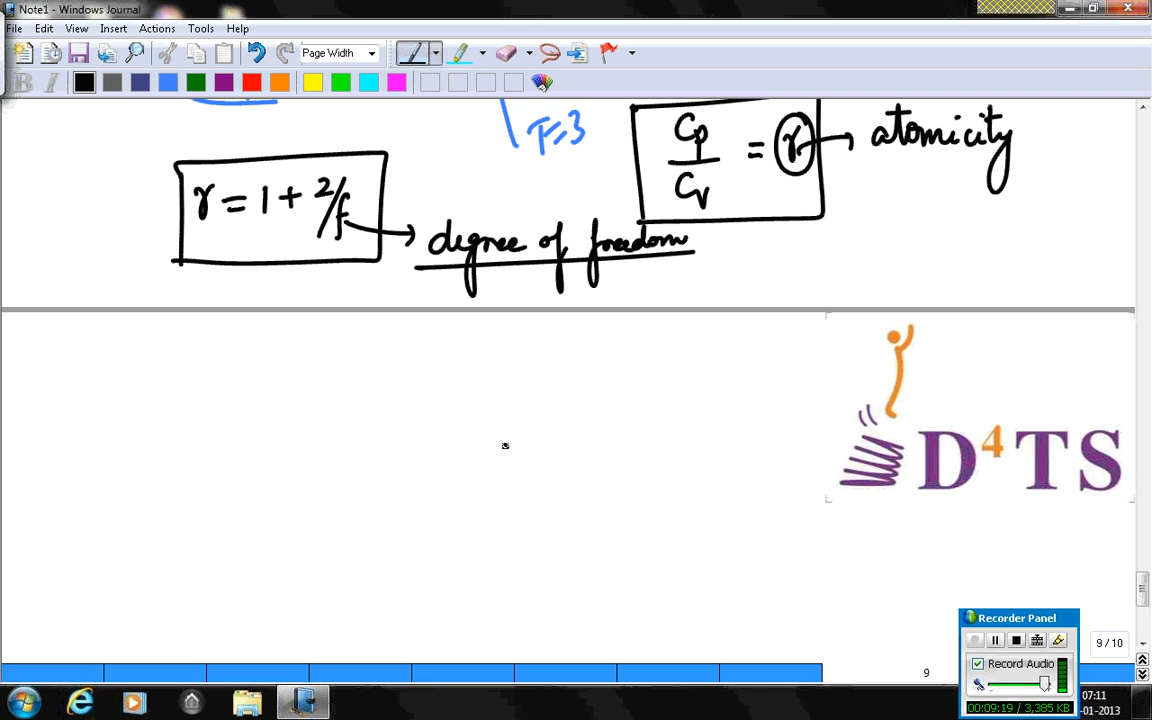 Note1 - Windows Journal
File Edit View Insert Actions Tools Help
Page Width
B I
F=3
Cp/Cv = γ → atomicity
γ = 1 + 2/f → degree of freedom
D4TS
Recorder Panel
Record Audio
00:09:19 / 3,385 KB
9 / 10
9
07:11
-01-2013